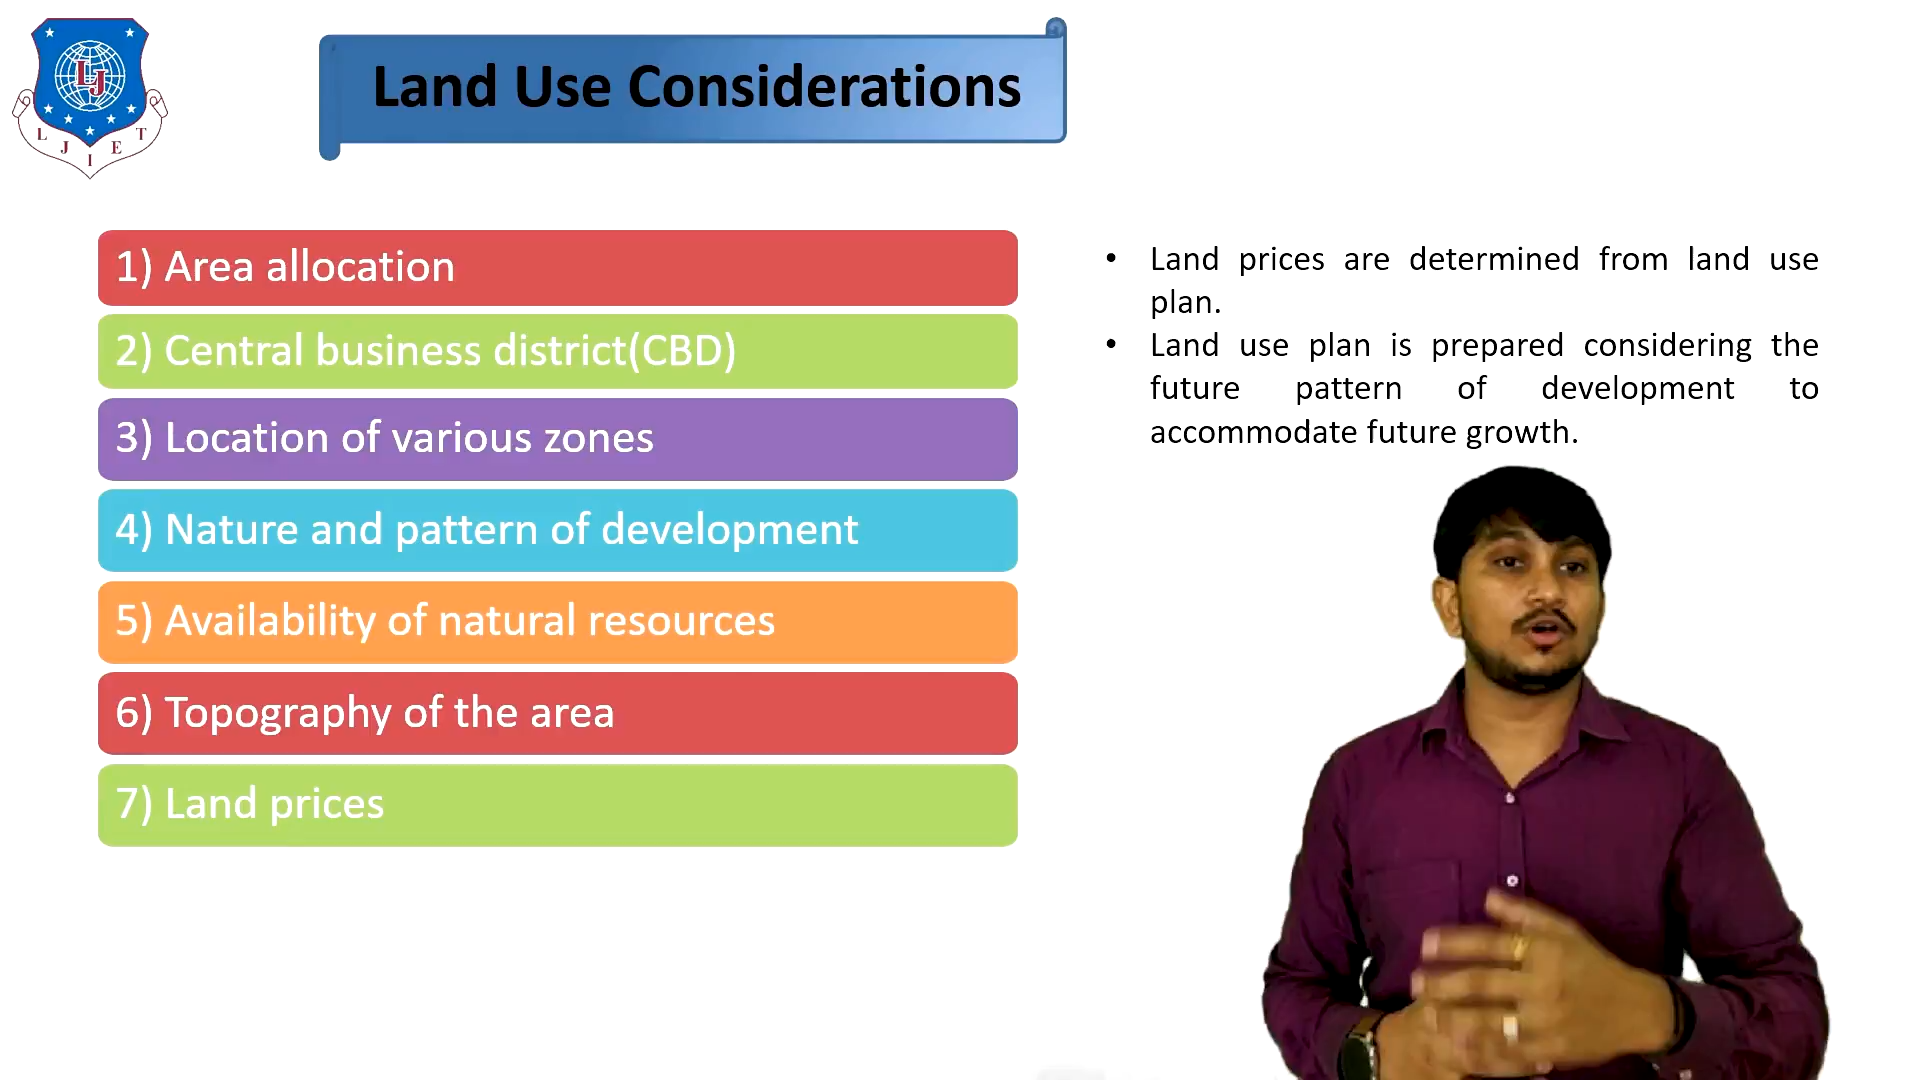 LJ
L J I E T
Land Use Considerations
1) Area allocation
2) Central business district(CBD)
3) Location of various zones
4) Nature and pattern of development
5) Availability of natural resources
6) Topography of the area
7) Land prices
• Land prices are determined from land use
plan.
• Land use plan is prepared considering the
future pattern of development to
accommodate future growth.